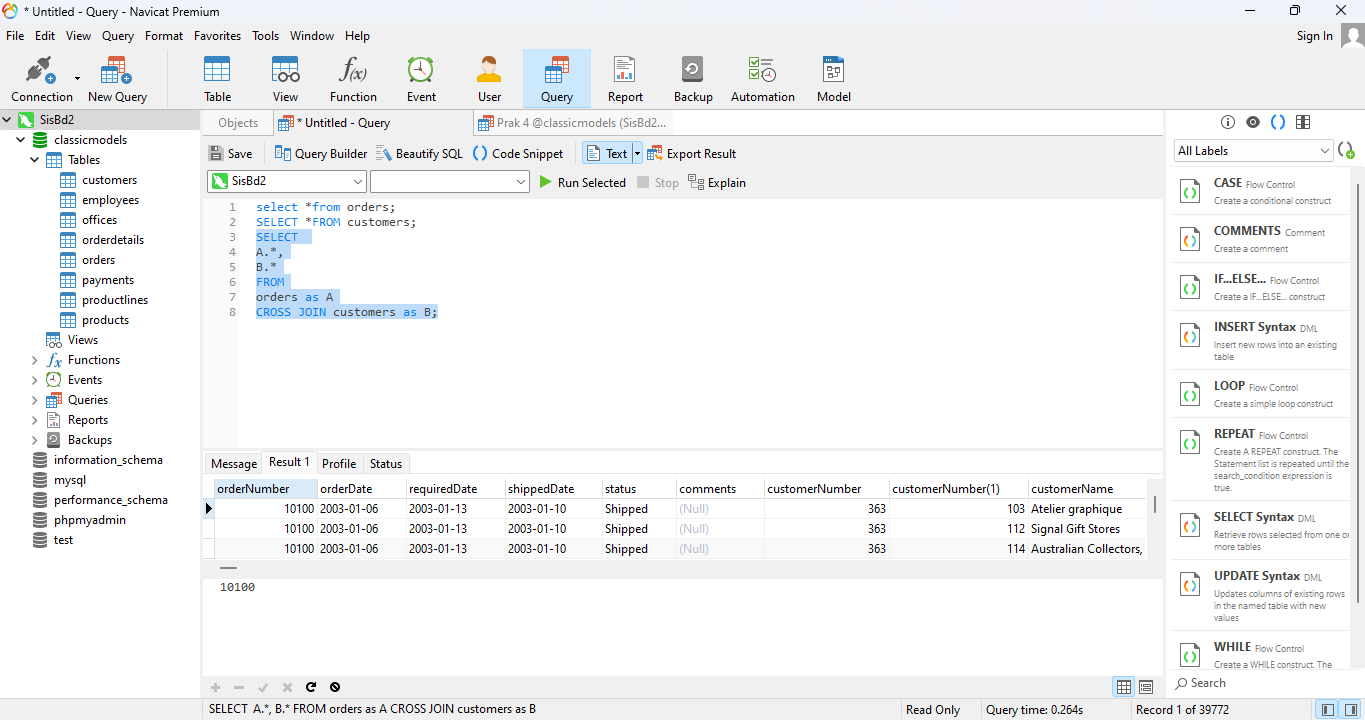 * Untitled - Query - Navicat Premium
File Edit View Query Format Favorites Tools Window Help
Sign In
Connection New Query Table View Function Event User Query Report Backup Automation Model
SisBd2
classicmodels
Tables
customers
employees
offices
orderdetails
orders
payments
productlines
products
Views
Functions
Events
Queries
Reports
Backups
information_schema
mysql
performance_schema
phpmyadmin
test
Objects * Untitled - Query Prak 4 @classicmodels (SisBd2...
Save Query Builder Beautify SQL Code Snippet Text Export Result
SisBd2 Run Selected Stop Explain
1 select *from orders;
2 SELECT *FROM customers;
3 SELECT
4 A.*,
5 B.*
6 FROM
7 orders as A
8 CROSS JOIN customers as B;
Message Result 1 Profile Status
orderNumber orderDate requiredDate shippedDate status comments customerNumber customerNumber(1) customerName
10100 2003-01-06 2003-01-13 2003-01-10 Shipped (Null) 363 103 Atelier graphique
10100 2003-01-06 2003-01-13 2003-01-10 Shipped (Null) 363 112 Signal Gift Stores
10100 2003-01-06 2003-01-13 2003-01-10 Shipped (Null) 363 114 Australian Collectors,
10100
All Labels
CASE Flow Control
Create a conditional construct
COMMENTS Comment
Create a comment
IF...ELSE... Flow Control
Create a IF...ELSE... construct
INSERT Syntax DML
Insert new rows into an existing
table
LOOP Flow Control
Create a simple loop construct
REPEAT Flow Control
Create A REPEAT construct. The
Statement list is repeated until the
search_condition expression is
true.
SELECT Syntax DML
Retrieve rows selected from one or
more tables
UPDATE Syntax DML
Updates columns of existing rows
in the named table with new
values
WHILE Flow Control
Create a WHILE construct. The
Search
SELECT A.*, B.* FROM orders as A CROSS JOIN customers as B
Read Only Query time: 0.264s Record 1 of 39772